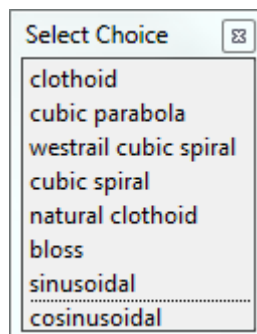 Select Choice
clothoid
cubic parabola
westrail cubic spiral
cubic spiral
natural clothoid
bloss
sinusoidal
cosinusoidal